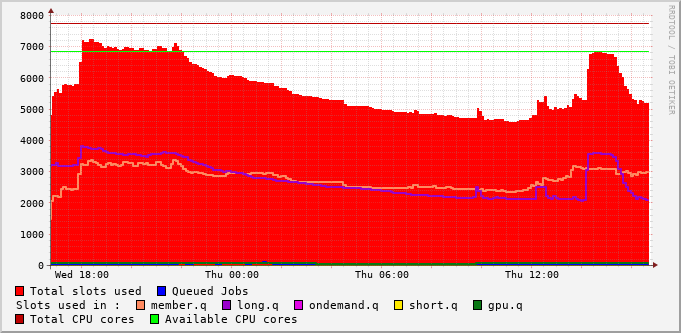 8000
7000
6000
5000
4000
3000
2000
1000
0
Wed 18:00 Thu 00:00 Thu 06:00 Thu 12:00
Total slots used Queued Jobs
Slots used in : member.q long.q ondemand.q short.q gpu.q
Total CPU cores Available CPU cores
RRDTOOL / TOBI OETIKER